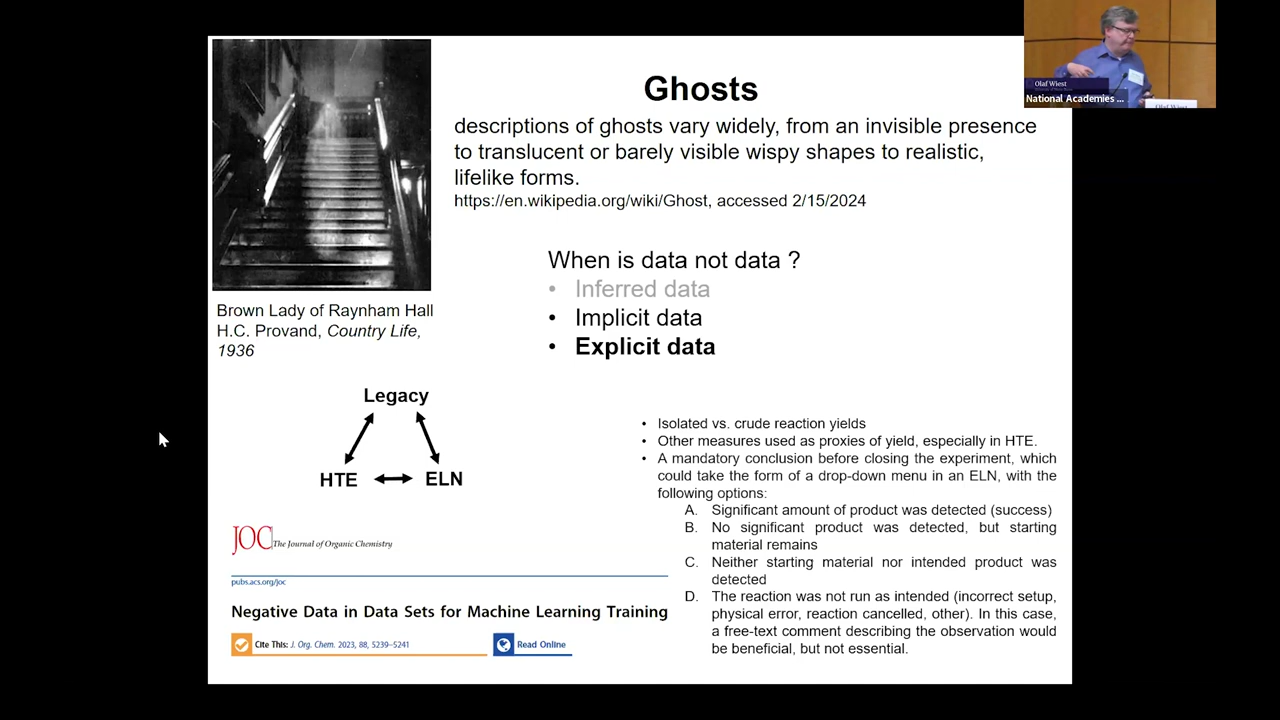 Ghosts
descriptions of ghosts vary widely, from an invisible presence
to translucent or barely visible wispy shapes to realistic,
lifelike forms.
https://en.wikipedia.org/wiki/Ghost, accessed 2/15/2024
When is data not data ?
• Inferred data
• Implicit data
• Explicit data
Brown Lady of Raynham Hall
H.C. Provand, Country Life,
1936
Legacy
HTE
ELN
JOC The Journal of Organic Chemistry
pubs.acs.org/joc
Negative Data in Data Sets for Machine Learning Training
Cite This: J. Org. Chem. 2023, 88, 5239–5241
Read Online
• Isolated vs. crude reaction yields
• Other measures used as proxies of yield, especially in HTE.
• A mandatory conclusion before closing the experiment, which
could take the form of a drop-down menu in an ELN, with the
following options:
A. Significant amount of product was detected (success)
B. No significant product was detected, but starting
material remains
C. Neither starting material nor intended product was
detected
D. The reaction was not run as intended (incorrect setup,
physical error, reaction cancelled, other). In this case,
a free-text comment describing the observation would
be beneficial, but not essential.
Olaf Wiest
National Academies ...
Olaf Wiest